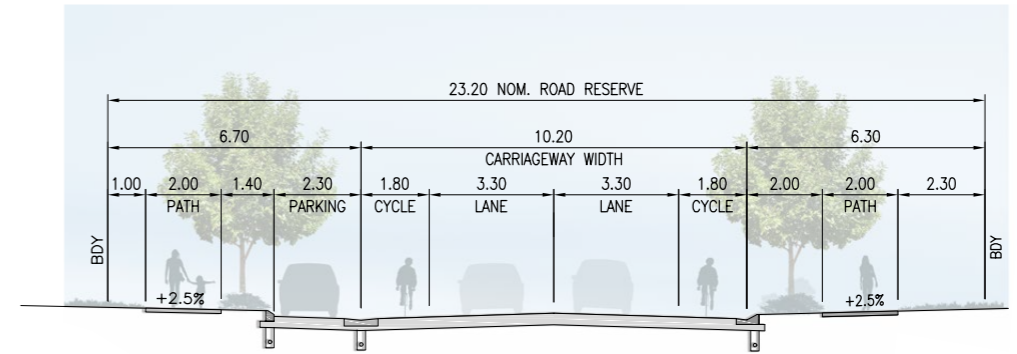 23.20 NOM. ROAD RESERVE
6.70 10.20 6.30
CARRIAGEWAY WIDTH
1.00 2.00 1.40 2.30 1.80 3.30 3.30 1.80 2.00 2.00 2.30
PATH PARKING CYCLE LANE LANE CYCLE PATH
BDY BDY
+2.5% +2.5%